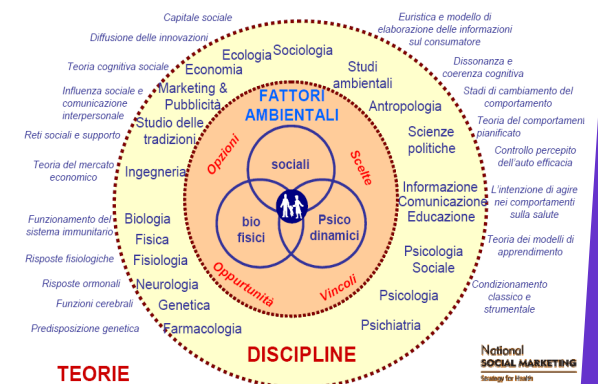 Capitale sociale
Diffusione delle innovazioni
Teoria cognitiva sociale
Influenza sociale e
comunicazione
interpersonale
Reti sociali e supporto
Teoria del mercato
economico
Funzionamento del
sistema immunitario
Risposte fisiologiche
Risposte ormonali
Funzioni cerebrali
Predisposizione genetica
TEORIE
Ecologia
Sociologia
Economia
Marketing &
Pubblicità
Studio delle
tradizioni
Ingegneria
Biologia
Fisica
Fisiologia
Neurologia
Genetica
Farmacologia
Studi
ambientali
Antropologia
Scienze
politiche
Informazione
Comunicazione
Educazione
Psicologia
Sociale
Psicologia
Psichiatria
DISCIPLINE
FATTORI
AMBIENTALI
Opzioni
Scelte
Oppurtunità
Vincoli
sociali
bio
fisici
Psico
dinamici
Euristica e modello di
elaborazione delle informazioni
sul consumatore
Dissonanza e
coerenza cognitiva
Stadi di cambiamento del
comportamento
Teoria del comportamen
pianificato
Controllo percepito
dell'auto efficacia
L'intenzione di agire
nei comportamenti
sulla salute
Teoria dei modelli di
apprendimento
Condizionamento
classico e
strumentale
National
SOCIAL MARKETING
Strategy for Health